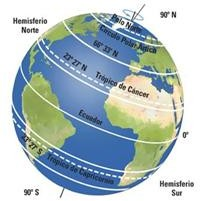 Hemisferio
Norte
90° N
Polo Norte
Círculo Polar Ártico
66° 33' N
23° 27' N
Trópico de Cáncer
Ecuador
0°
Trópico de Capricornio
Hemisferio
Sur
90° S